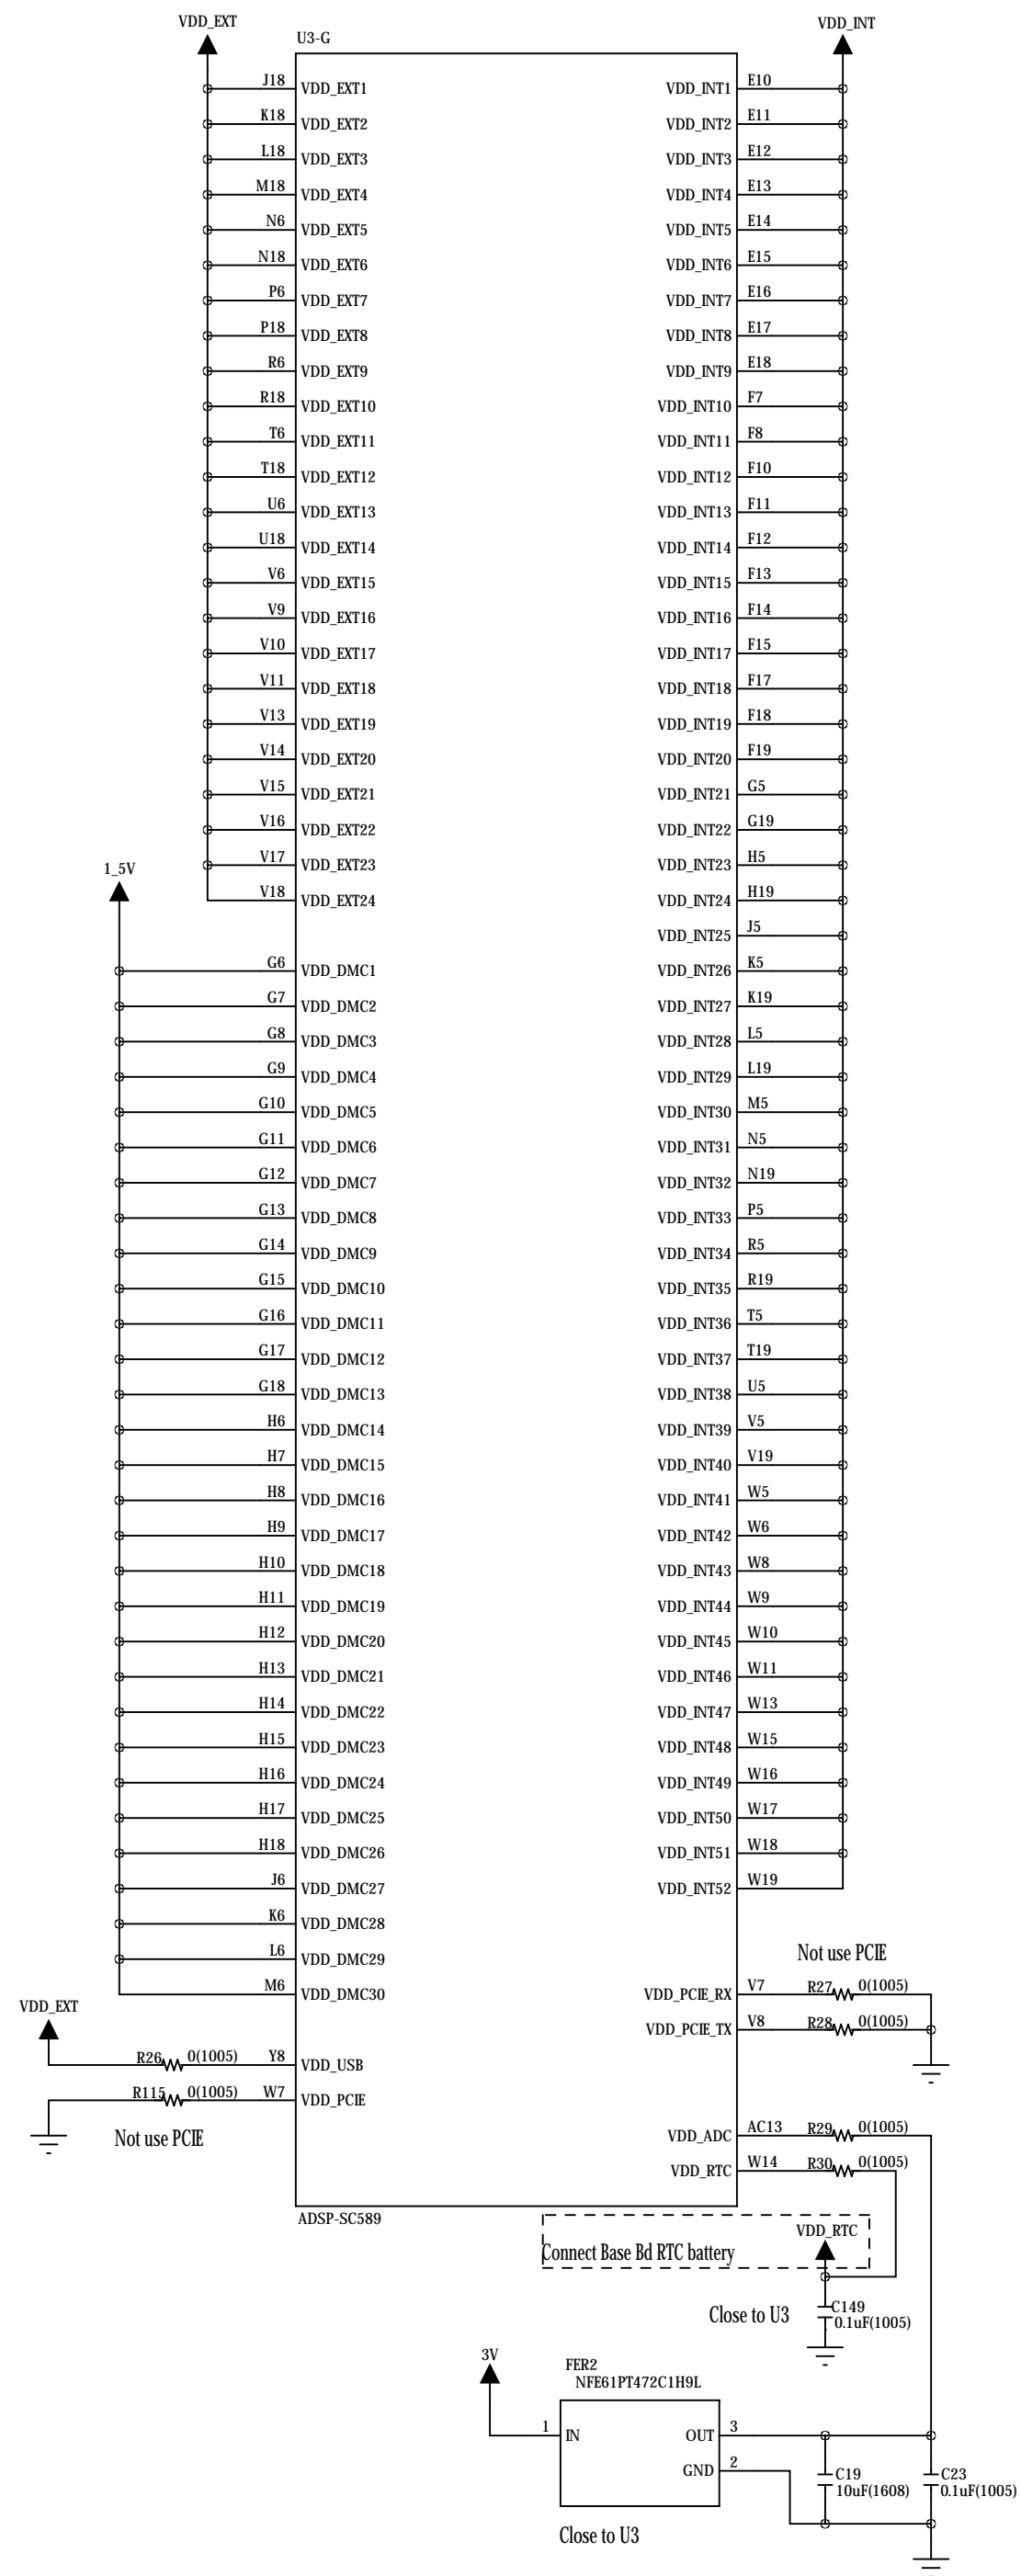 VDD_EXT
VDD_INT
U3-G
J18 VDD_EXT1 VDD_INT1 E10
K18 VDD_EXT2 VDD_INT2 E11
L18 VDD_EXT3 VDD_INT3 E12
M18 VDD_EXT4 VDD_INT4 E13
N6 VDD_EXT5 VDD_INT5 E14
N18 VDD_EXT6 VDD_INT6 E15
P6 VDD_EXT7 VDD_INT7 E16
P18 VDD_EXT8 VDD_INT8 E17
R6 VDD_EXT9 VDD_INT9 E18
R18 VDD_EXT10 VDD_INT10 F7
T6 VDD_EXT11 VDD_INT11 F8
T18 VDD_EXT12 VDD_INT12 F10
U6 VDD_EXT13 VDD_INT13 F11
U18 VDD_EXT14 VDD_INT14 F12
V6 VDD_EXT15 VDD_INT15 F13
V9 VDD_EXT16 VDD_INT16 F14
V10 VDD_EXT17 VDD_INT17 F15
V11 VDD_EXT18 VDD_INT18 F17
V13 VDD_EXT19 VDD_INT19 F18
V14 VDD_EXT20 VDD_INT20 F19
V15 VDD_EXT21 VDD_INT21 G5
V16 VDD_EXT22 VDD_INT22 G19
V17 VDD_EXT23 VDD_INT23 H5
1_5V
V18 VDD_EXT24 VDD_INT24 H19
VDD_INT25 J5
G6 VDD_DMC1 VDD_INT26 K5
G7 VDD_DMC2 VDD_INT27 K19
G8 VDD_DMC3 VDD_INT28 L5
G9 VDD_DMC4 VDD_INT29 L19
G10 VDD_DMC5 VDD_INT30 M5
G11 VDD_DMC6 VDD_INT31 N5
G12 VDD_DMC7 VDD_INT32 N19
G13 VDD_DMC8 VDD_INT33 P5
G14 VDD_DMC9 VDD_INT34 R5
G15 VDD_DMC10 VDD_INT35 R19
G16 VDD_DMC11 VDD_INT36 T5
G17 VDD_DMC12 VDD_INT37 T19
G18 VDD_DMC13 VDD_INT38 U5
H6 VDD_DMC14 VDD_INT39 V5
H7 VDD_DMC15 VDD_INT40 V19
H8 VDD_DMC16 VDD_INT41 W5
H9 VDD_DMC17 VDD_INT42 W6
H10 VDD_DMC18 VDD_INT43 W8
H11 VDD_DMC19 VDD_INT44 W9
H12 VDD_DMC20 VDD_INT45 W10
H13 VDD_DMC21 VDD_INT46 W11
H14 VDD_DMC22 VDD_INT47 W13
H15 VDD_DMC23 VDD_INT48 W15
H16 VDD_DMC24 VDD_INT49 W16
H17 VDD_DMC25 VDD_INT50 W17
H18 VDD_DMC26 VDD_INT51 W18
J6 VDD_DMC27 VDD_INT52 W19
K6 VDD_DMC28
L6 VDD_DMC29
Not use PCIE
M6 VDD_DMC30 VDD_PCIE_RX V7 R27 0(1005)
VDD_EXT
VDD_PCIE_TX V8 R28 0(1005)
R26 0(1005) Y8 VDD_USB
R115 0(1005) W7 VDD_PCIE
Not use PCIE
VDD_ADC AC13 R29 0(1005)
VDD_RTC W14 R30 0(1005)
ADSP-SC589
VDD_RTC
Connect Base Bd RTC battery
Close to U3
C149
0.1uF(1005)
3V
FER2
NFE61PT472C1H9L
1 IN OUT 3
GND 2
C19
10uF(1608)
C23
0.1uF(1005)
Close to U3